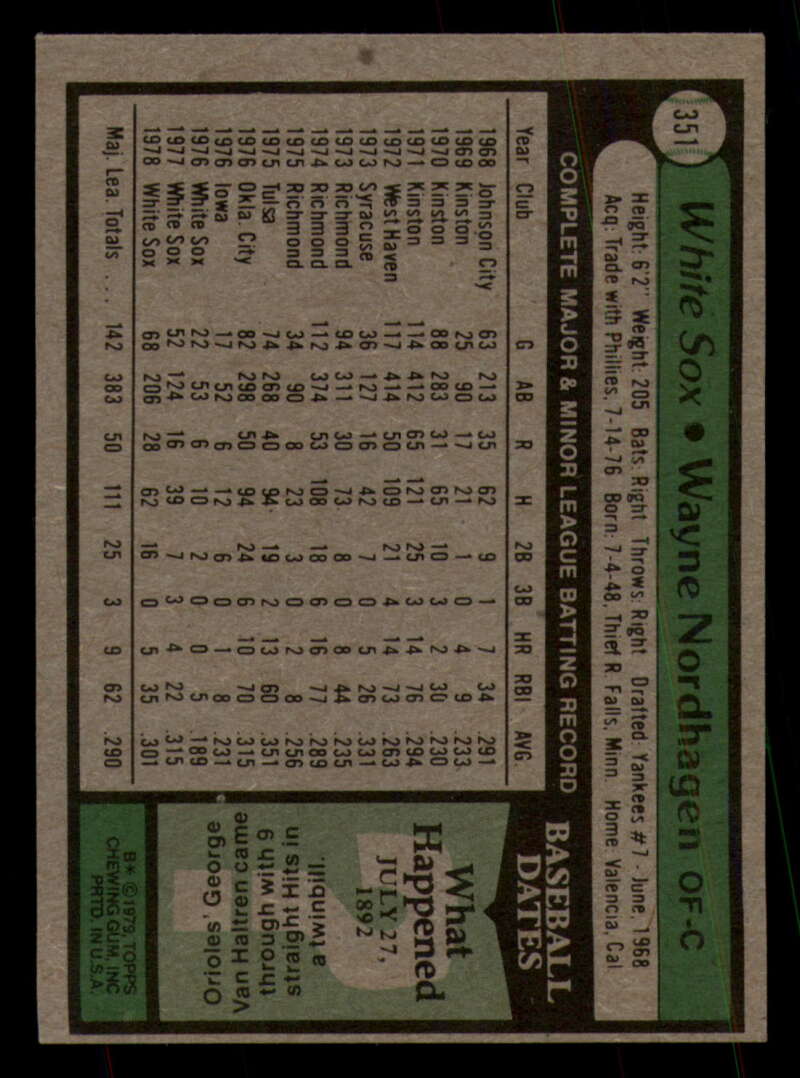 351
White Sox • Wayne Nordhagen OF-C
Height: 6'2" Weight: 205 Bats: Right Throws: Right Drafted: Yankees #7 - June, 1968
Acq: Trade with Phillies, 7-14-76 Born: 7-4-48, Thief R. Falls, Minn. Home: Valencia, Cal
COMPLETE MAJOR & MINOR LEAGUE BATTING RECORD
Year Club G AB R H 2B 3B HR RBI AVG.
1968 Johnson City 63 213 35 62 9 1 7 34 .291
1969 Kinston 25 90 17 21 1 0 4 9 .233
1970 Kinston 88 283 31 65 10 3 2 30 .230
1971 Kinston 114 412 65 121 25 3 14 76 .294
1972 West Haven 117 414 50 109 21 4 14 73 .263
1973 Syracuse 36 127 16 42 7 0 5 26 .331
1973 Richmond 94 311 30 73 8 0 8 44 .235
1974 Richmond 112 374 53 108 18 6 16 77 .289
1975 Richmond 34 90 8 23 3 0 2 8 .256
1975 Tulsa 74 268 40 94 19 2 13 60 .351
1976 Okla. City 82 298 50 94 24 6 10 70 .315
1976 Iowa 17 52 6 12 6 0 1 8 .231
1976 White Sox 22 53 6 10 2 0 0 5 .189
1977 White Sox 52 124 16 39 7 3 4 22 .315
1978 White Sox 68 206 28 62 16 0 5 35 .301
Maj. Lea. Totals . . . 142 383 50 111 25 3 9 62 .290
BASEBALL
DATES
What
Happened
JULY 27,
1892
Orioles' George
Van Haltren came
through with 9
straight Hits in
a twinbill.
B* © 1979, TOPPS
CHEWING GUM, INC
PRTD. IN U.S.A.